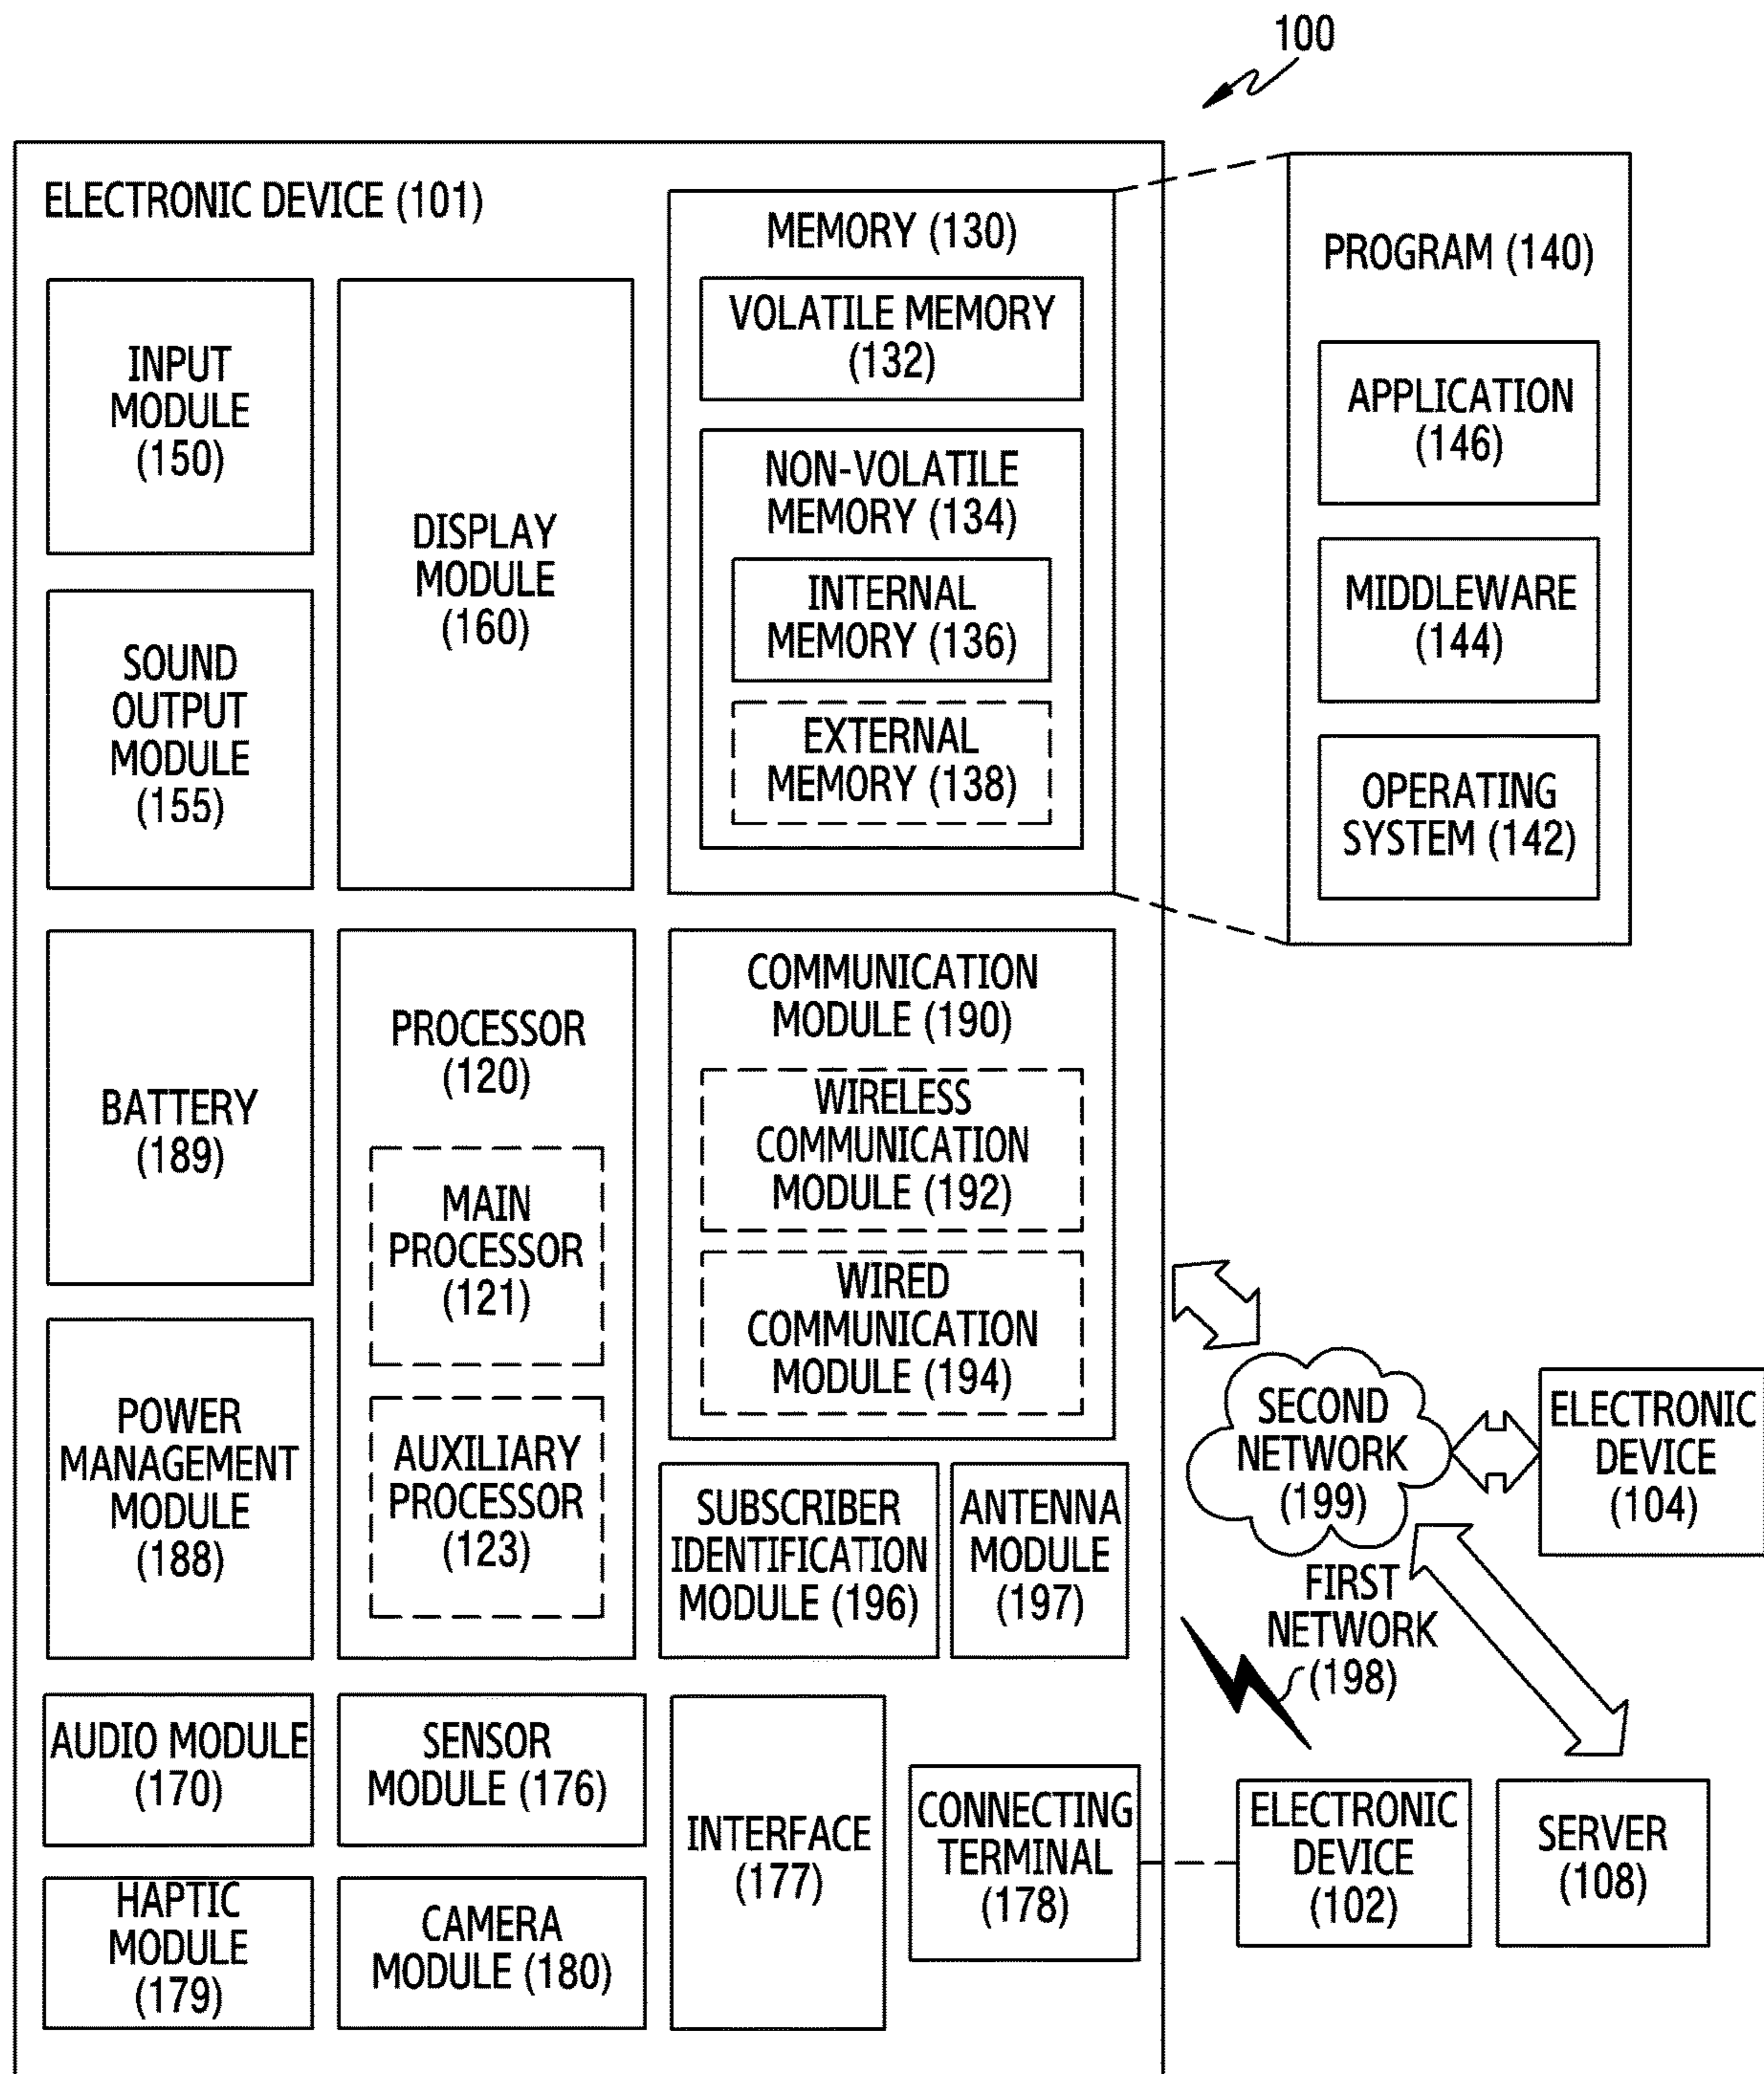 100
ELECTRONIC DEVICE (101)
INPUT
MODULE
(150)
SOUND
OUTPUT
MODULE
(155)
DISPLAY
MODULE
(160)
MEMORY (130)
VOLATILE MEMORY
(132)
NON-VOLATILE
MEMORY (134)
INTERNAL
MEMORY (136)
EXTERNAL
MEMORY (138)
PROGRAM (140)
APPLICATION
(146)
MIDDLEWARE
(144)
OPERATING
SYSTEM (142)
BATTERY
(189)
POWER
MANAGEMENT
MODULE
(188)
PROCESSOR
(120)
MAIN
PROCESSOR
(121)
AUXILIARY
PROCESSOR
(123)
COMMUNICATION
MODULE (190)
WIRELESS
COMMUNICATION
MODULE (192)
WIRED
COMMUNICATION
MODULE (194)
SUBSCRIBER
IDENTIFICATION
MODULE (196)
ANTENNA
MODULE
(197)
SECOND
NETWORK
(199)
ELECTRONIC
DEVICE
(104)
FIRST
NETWORK
(198)
AUDIO MODULE
(170)
SENSOR
MODULE (176)
HAPTIC
MODULE
(179)
CAMERA
MODULE (180)
INTERFACE
(177)
CONNECTING
TERMINAL
(178)
ELECTRONIC
DEVICE
(102)
SERVER
(108)